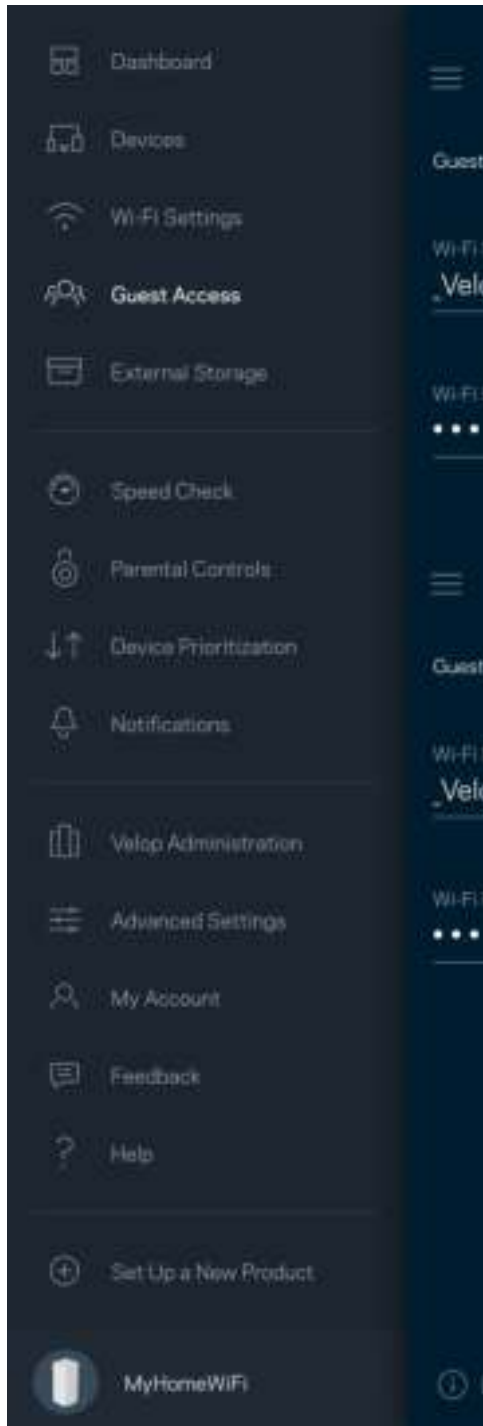 Dashboard
Devices
Wi-Fi Settings
Guest Access
External Storage
Speed Check
Parental Controls
Device Prioritization
Notifications
Velop Administration
Advanced Settings
My Account
Feedback
Help
Set Up a New Product
MyHomeWiFi
Guest
Wi-Fi
_Velo
Wi-Fi
Guest
Wi-Fi
_Velo
Wi-Fi